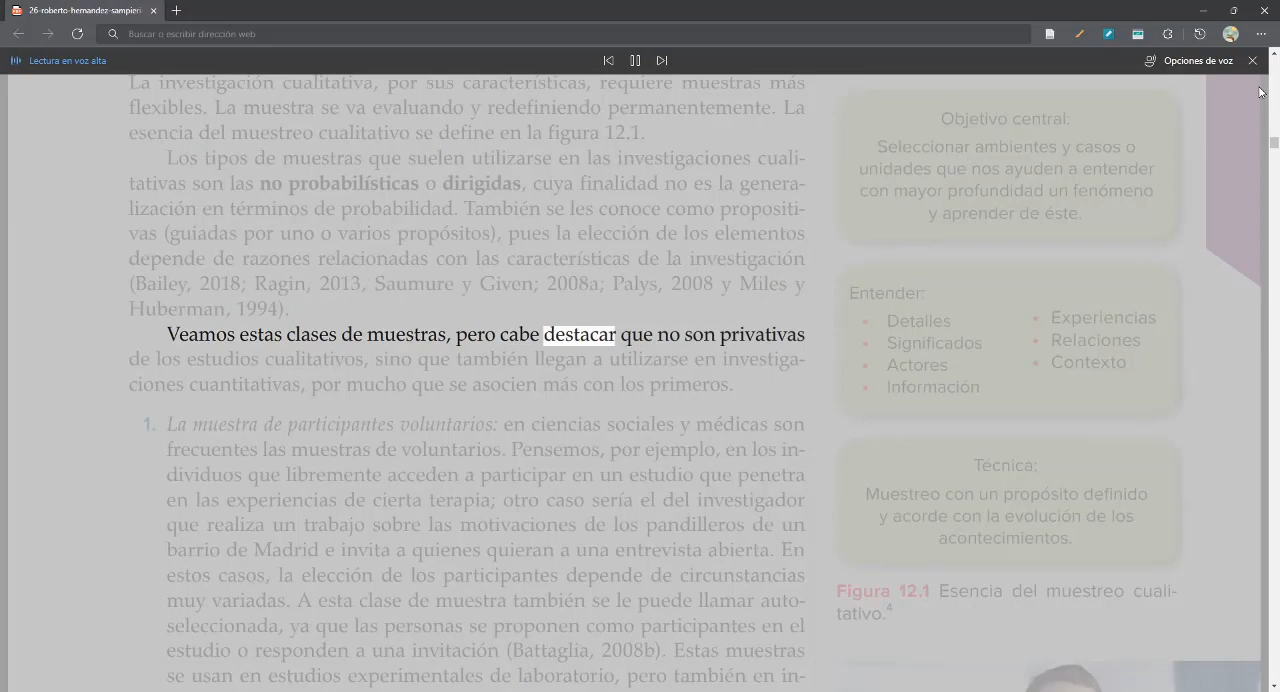 26-roberto-hernandez-sampieri
Buscar o escribir dirección web
Lectura en voz alta
Opciones de voz
La investigación cualitativa, por sus características, requiere muestras más
flexibles. La muestra se va evaluando y redefiniendo permanentemente. La
esencia del muestreo cualitativo se define en la figura 12.1.
Los tipos de muestras que suelen utilizarse en las investigaciones cuali-
tativas son las no probabilísticas o dirigidas, cuya finalidad no es la genera-
lización en términos de probabilidad. También se les conoce como propositi-
vas (guiadas por uno o varios propósitos), pues la elección de los elementos
depende de razones relacionadas con las características de la investigación
(Bailey, 2018; Ragin, 2013, Saumure y Given; 2008a; Palys, 2008 y Miles y
Huberman, 1994).
Veamos estas clases de muestras, pero cabe destacar que no son privativas
de los estudios cualitativos, sino que también llegan a utilizarse en investiga-
ciones cuantitativas, por mucho que se asocien más con los primeros.
1. La muestra de participantes voluntarios: en ciencias sociales y médicas son
frecuentes las muestras de voluntarios. Pensemos, por ejemplo, en los in-
dividuos que libremente acceden a participar en un estudio que penetra
en las experiencias de cierta terapia; otro caso sería el del investigador
que realiza un trabajo sobre las motivaciones de los pandilleros de un
barrio de Madrid e invita a quienes quieran a una entrevista abierta. En
estos casos, la elección de los participantes depende de circunstancias
muy variadas. A esta clase de muestra también se le puede llamar auto-
seleccionada, ya que las personas se proponen como participantes en el
estudio o responden a una invitación (Battaglia, 2008b). Estas muestras
se usan en estudios experimentales de laboratorio, pero también en in-
Objetivo central:
Seleccionar ambientes y casos o
unidades que nos ayuden a entender
con mayor profundidad un fenómeno
y aprender de éste.
Entender:
• Detalles
• Significados
• Actores
• Información
• Experiencias
• Relaciones
• Contexto
Técnica:
Muestreo con un propósito definido
y acorde con la evolución de los
acontecimientos.
Figura 12.1 Esencia del muestreo cuali-
tativo.4